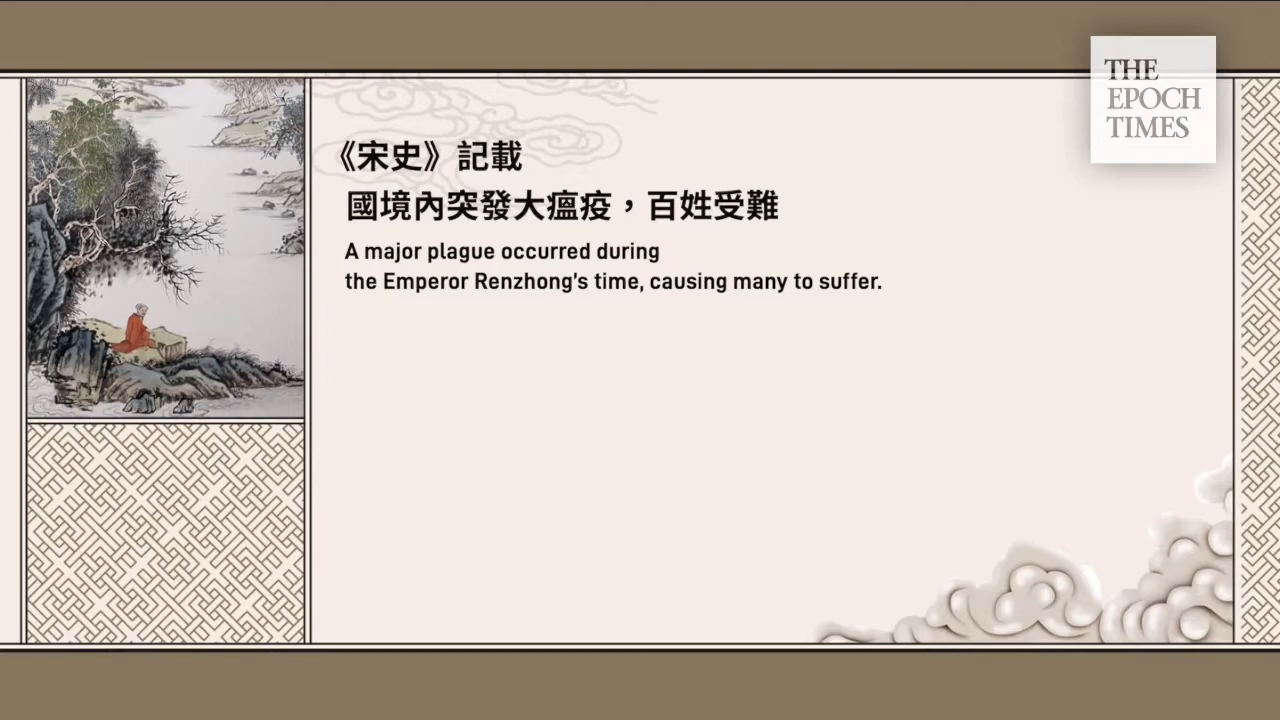 THE
EPOCH
TIMES
《宋史》記載
國境內突發大瘟疫，百姓受難
A major plague occurred during
the Emperor Renzhong's time, causing many to suffer.